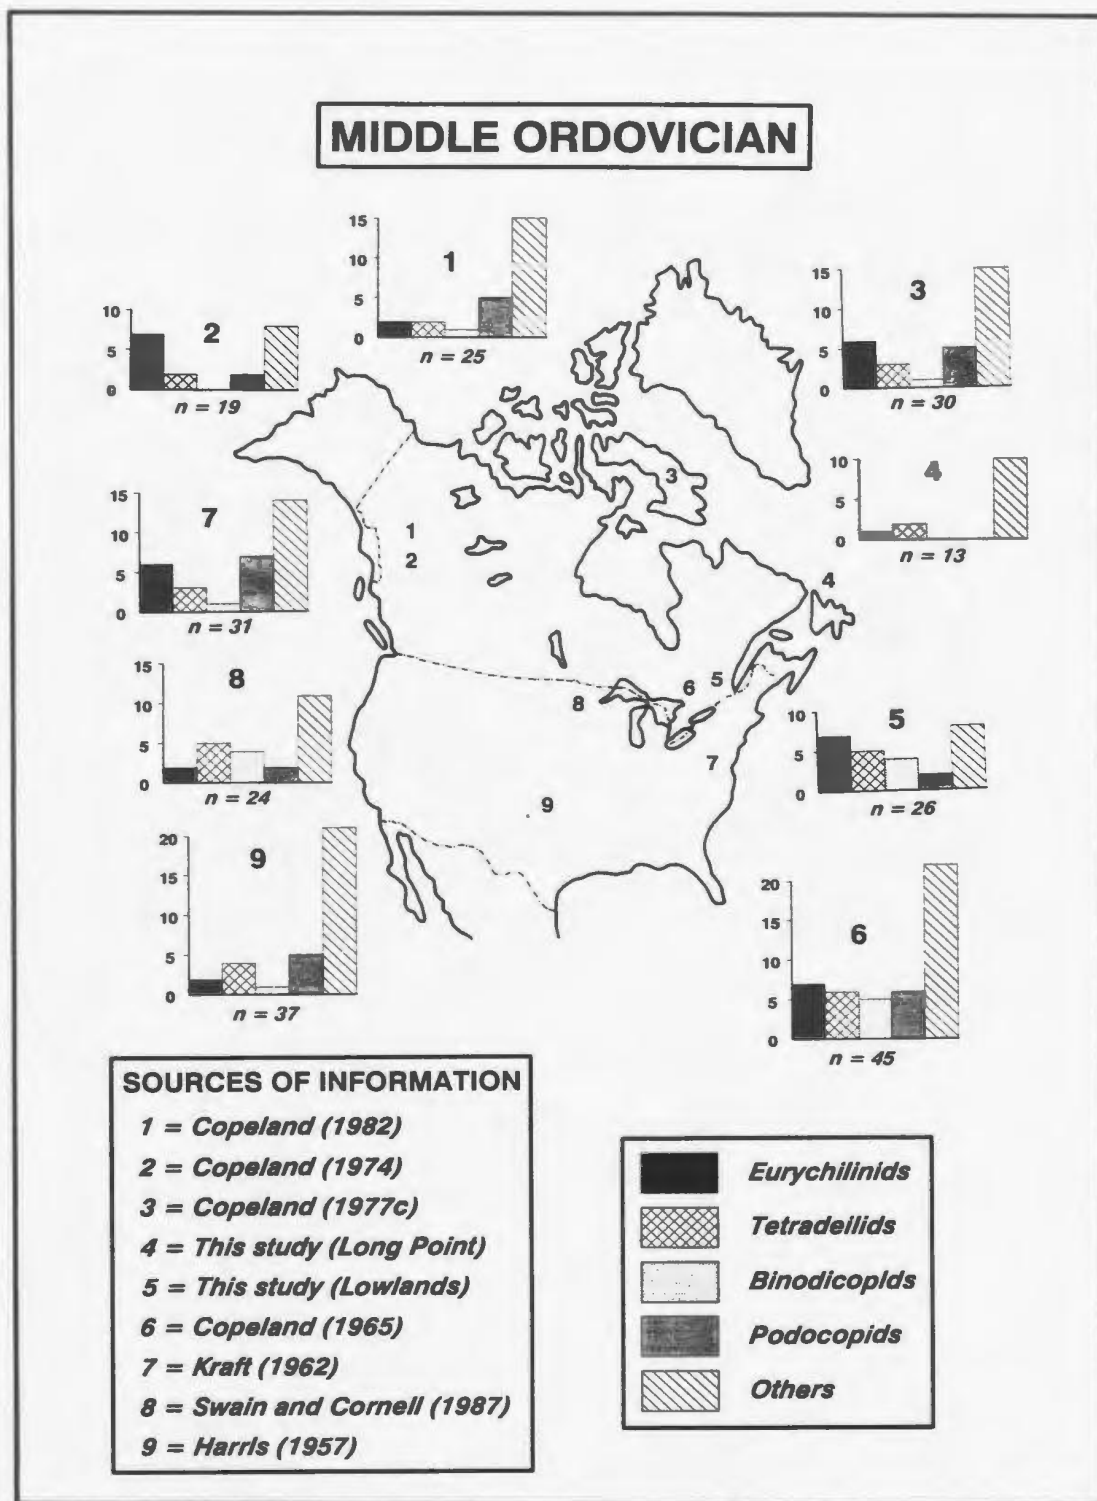 MIDDLE ORDOVICIAN
15
10
5
0
1
n = 25
10
5
0
2
n = 19
15
10
5
0
3
n = 30
10
5
0
4
n = 13
15
10
5
0
7
n = 31
15
10
5
0
8
n = 24
10
5
0
5
n = 26
20
15
10
5
0
9
n = 37
20
15
10
5
0
6
n = 45
1
2
3
4
5
6
7
8
9
SOURCES OF INFORMATION
1 = Copeland (1982)
2 = Copeland (1974)
3 = Copeland (1977c)
4 = This study (Long Point)
5 = This study (Lowlands)
6 = Copeland (1965)
7 = Kraft (1962)
8 = Swain and Cornell (1987)
9 = Harris (1957)
Eurychilinids
Tetradellids
Binodicopids
Podocopids
Others